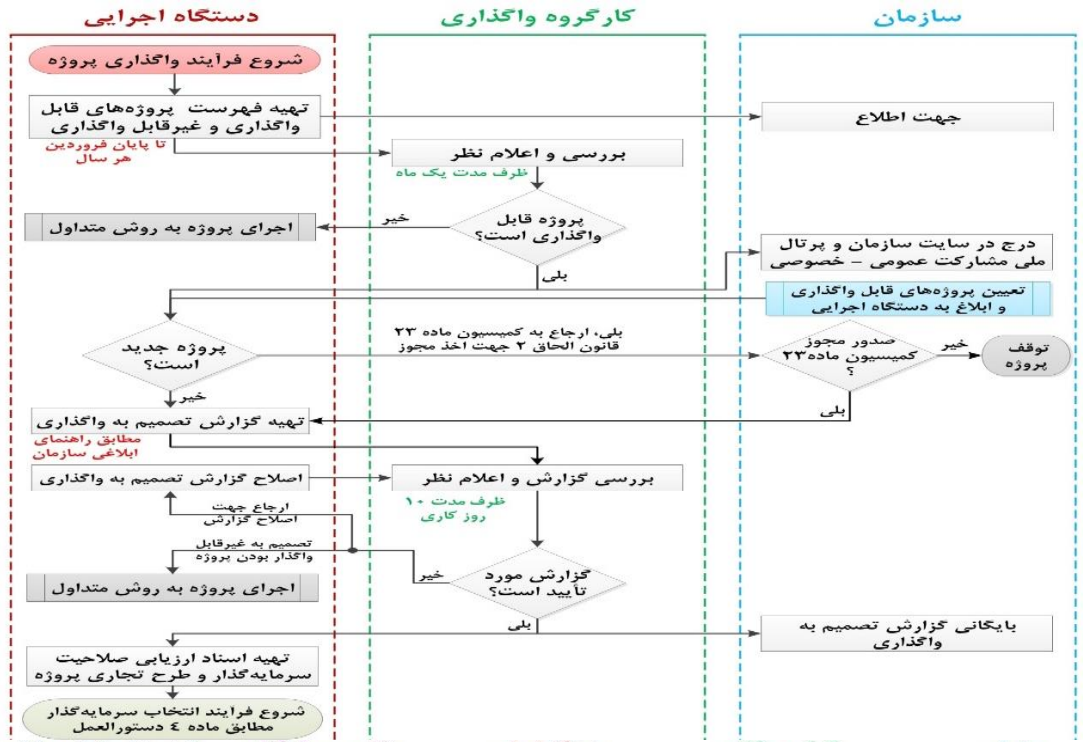 دستگاه اجرایی
کارگروه واگذاری
سازمان
شروع فرآیند واگذاری پروژه
تهیه فهرست پروژه‌های قابل
واگذاری و غیرقابل واگذاری
جهت اطلاع
تا پایان فروردین
هر سال
بررسی و اعلام نظر
ظرف مدت یک ماه
پروژه قابل
واگذاری است؟
خیر
اجرای پروژه به روش متداول
بلی
درج در سایت سازمان و پرتال
ملی مشارکت عمومی – خصوصی
تعیین پروژه‌های قابل واگذاری
و ابلاغ به دستگاه اجرایی
پروژه جدید
است؟
بلی، ارجاع به کمیسیون ماده ۲۳
قانون الحاق ۲ جهت اخذ مجوز
صدور مجوز
کمیسیون ماده۲۳
؟
خیر
توقف
پروژه
خیر
بلی
تهیه گزارش تصمیم به واگذاری
مطابق راهنمای
ابلاغی سازمان
اصلاح گزارش تصمیم به واگذاری
بررسی گزارش و اعلام نظر
ظرف مدت ۱۰
روز کاری
ارجاع جهت
اصلاح گزارش
تصمیم به غیرقابل
واگذار بودن پروژه
گزارش مورد
تأیید است؟
خیر
اجرای پروژه به روش متداول
بلی
بایگانی گزارش تصمیم به
واگذاری
تهیه اسناد ارزیابی صلاحیت
سرمایه‌گذار و طرح تجاری پروژه
شروع فرآیند انتخاب سرمایه‌گذار
مطابق ماده ٤ دستورالعمل